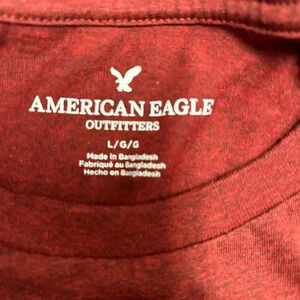 AMERICAN EAGLE
OUTFITTERS
L/G/G
Made in Bangladesh
Fabriqué au Bangladesh
Hecho en Bangladesh